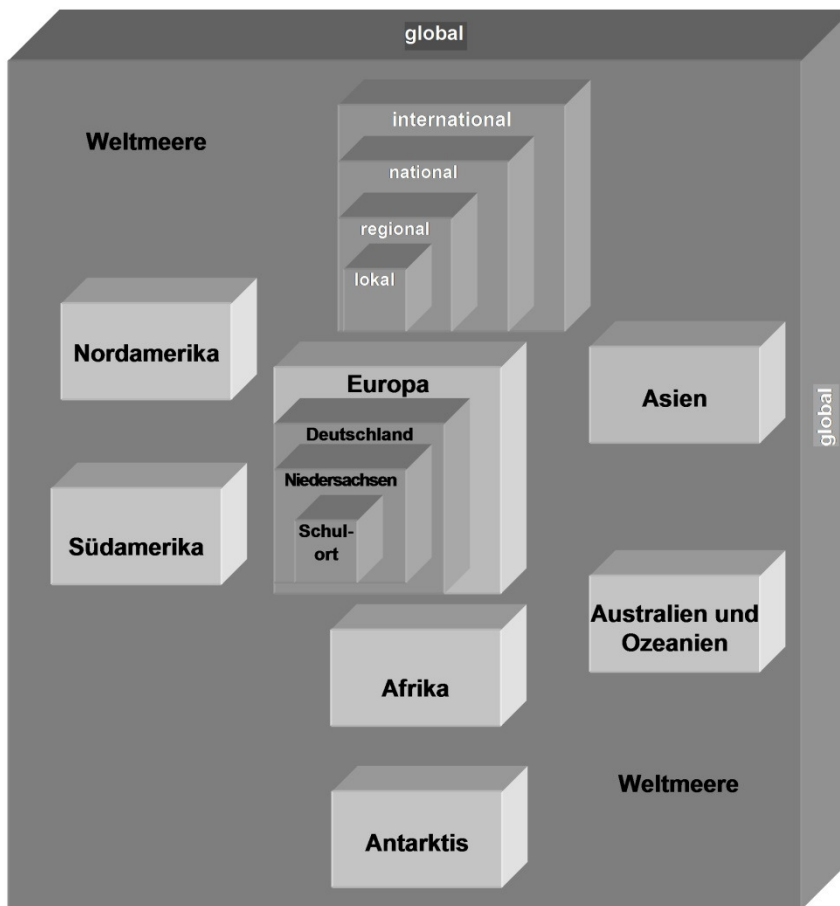 global
Weltmeere
international
national
regional
lokal
Nordamerika
Europa
Asien
global
Deutschland
Niedersachsen
Schul-
ort
Südamerika
Australien und
Ozeanien
Afrika
Weltmeere
Antarktis